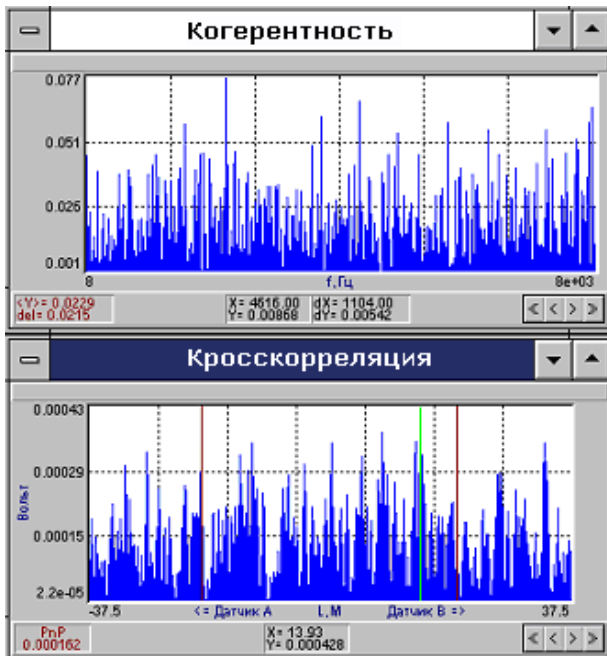 Когерентность
0.077
0.051
0.026
0.001
8 f,Гц 8e+03
<Y>= 0.0229 X= 4616.00 dX= 1104.00
del= 0.0215 Y= 0.00868 dY= 0.00542
Кросскорреляция
0.00043
0.00029
Вольт
0.00015
2.2e-05
-37.5 <= Датчик A L,M Датчик B => 37.5
PnP X= 13.93
0.000162 Y= 0.000428